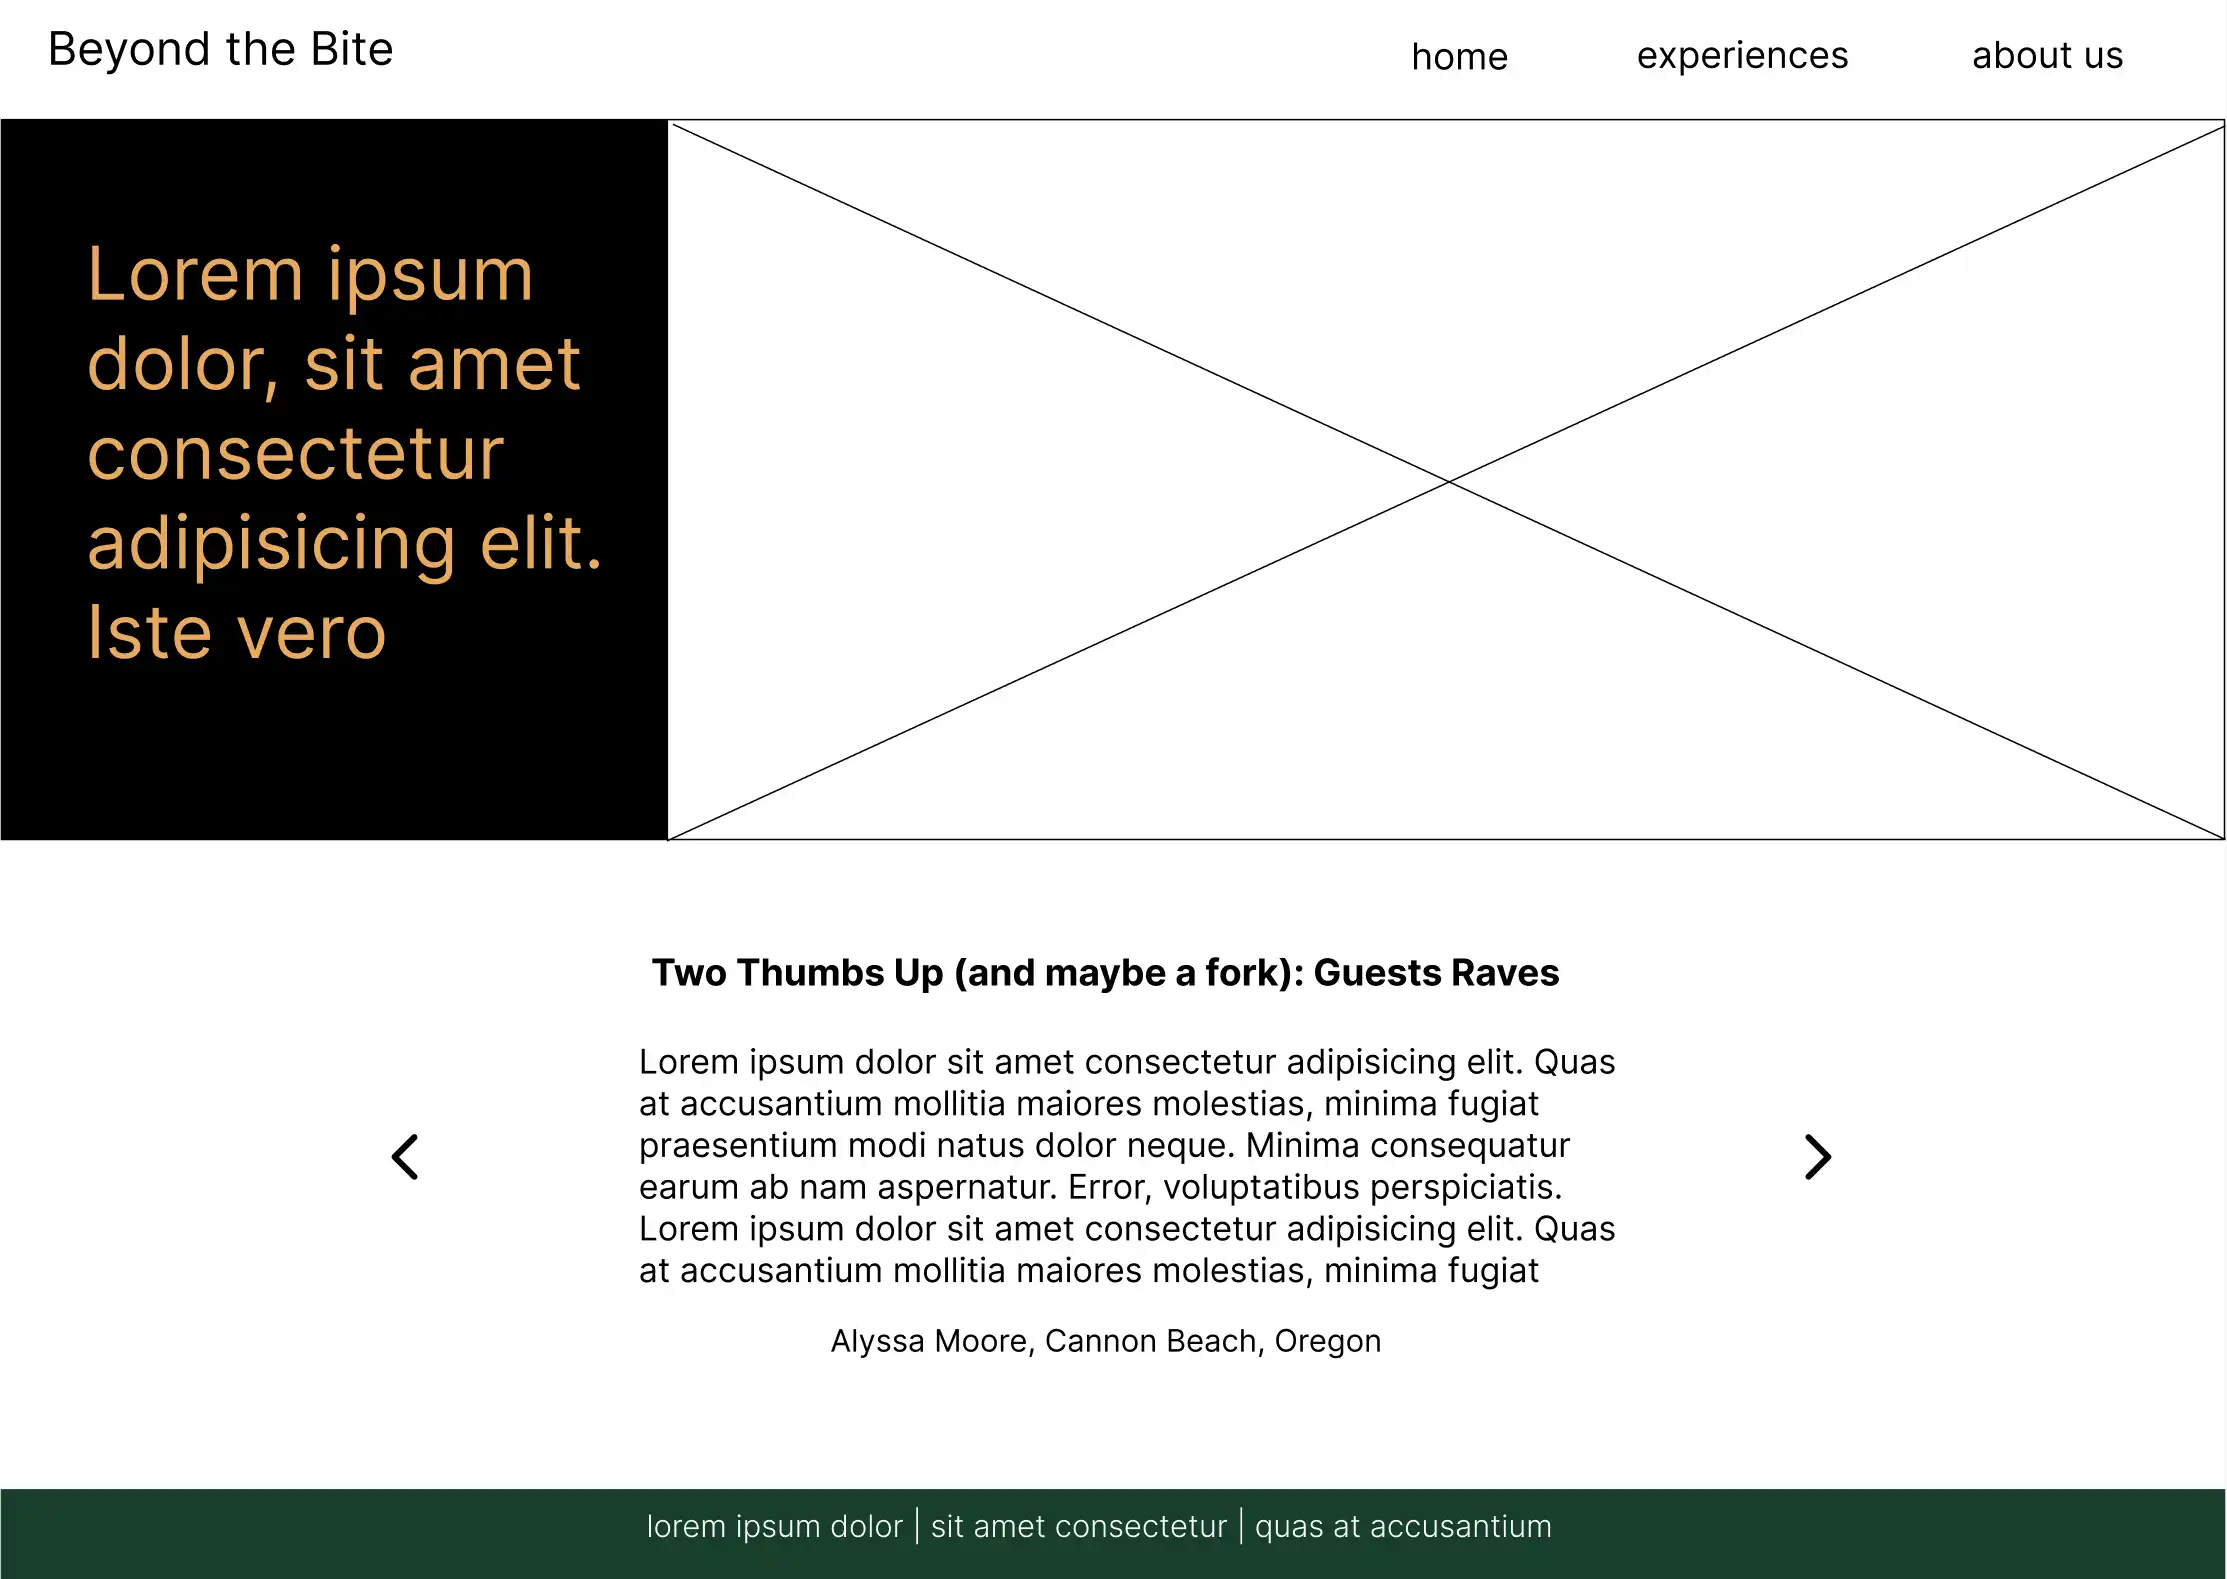 Beyond the Bite
home
experiences
about us
Lorem ipsum
dolor, sit amet
consectetur
adipisicing elit.
Iste vero
Two Thumbs Up (and maybe a fork): Guests Raves
Lorem ipsum dolor sit amet consectetur adipisicing elit. Quas
at accusantium mollitia maiores molestias, minima fugiat
praesentium modi natus dolor neque. Minima consequatur
earum ab nam aspernatur. Error, voluptatibus perspiciatis.
Lorem ipsum dolor sit amet consectetur adipisicing elit. Quas
at accusantium mollitia maiores molestias, minima fugiat
Alyssa Moore, Cannon Beach, Oregon
lorem ipsum dolor | sit amet consectetur | quas at accusantium